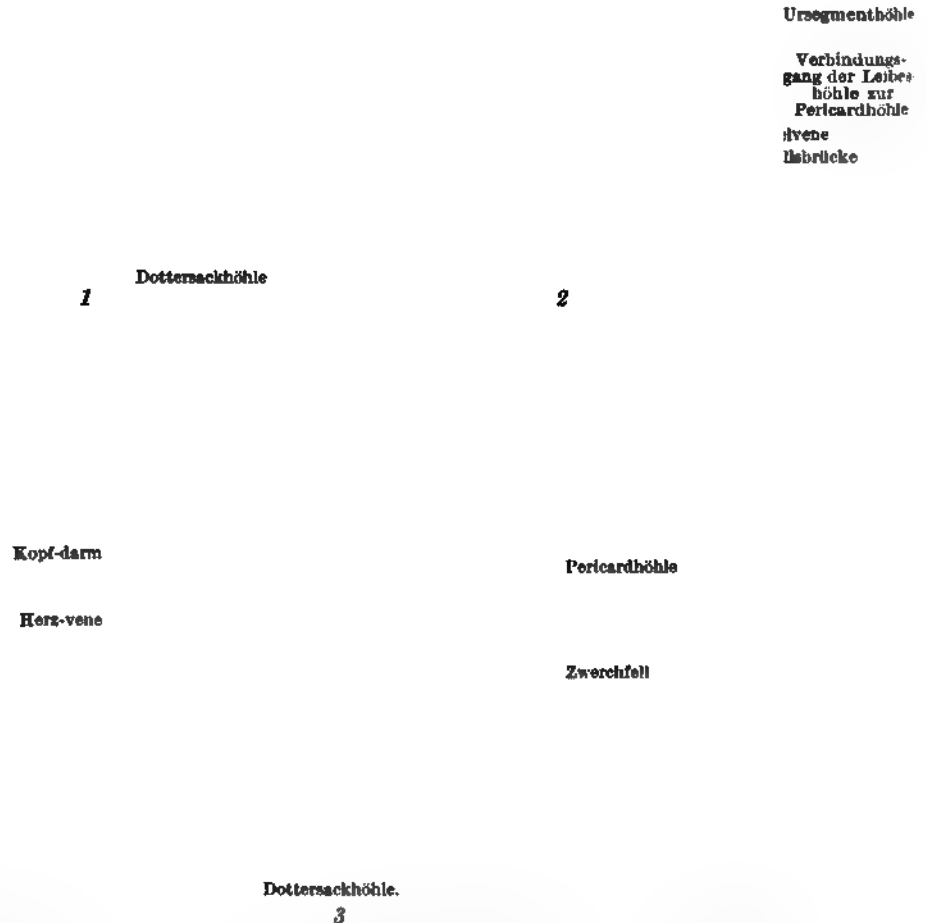 Ursegmenthöhle
Verbindungs-
gang der Leibes
höhle zur
Pericardhöhle
Dottersackhöhle
1
2
Kopf-darm
Pericardhöhle
Herz-vene
Zwerchfell
Dottersackhöhle.
3